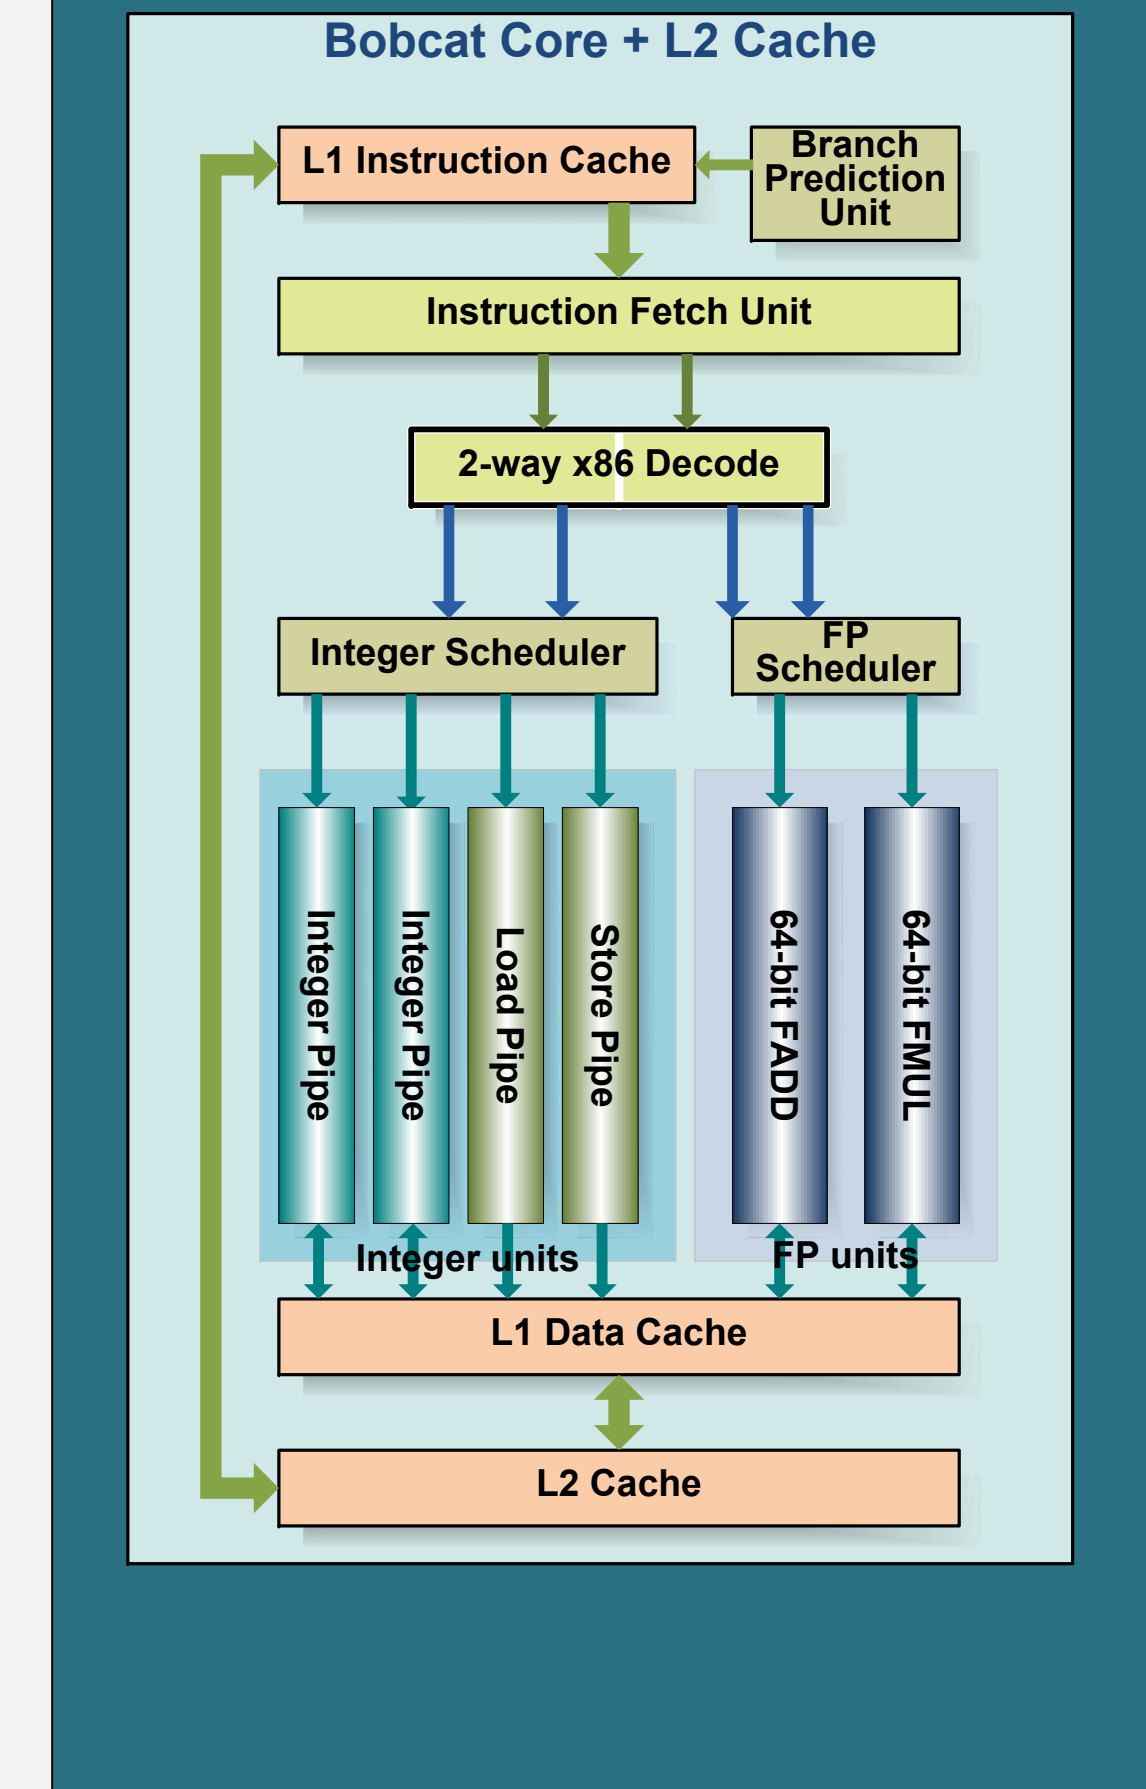 Bobcat Core + L2 Cache
L1 Instruction Cache
Branch
Prediction
Unit
Instruction Fetch Unit
2-way x86 Decode
Integer Scheduler
FP
Scheduler
Integer Pipe
Integer Pipe
Load Pipe
Store Pipe
64-bit FADD
64-bit FMUL
Integer units
FP units
L1 Data Cache
L2 Cache